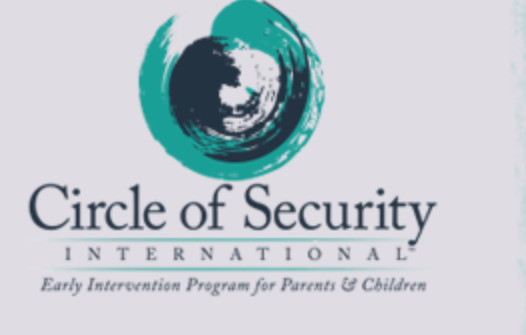 Circle of Security
INTERNATIONAL™
Early Intervention Program for Parents & Children